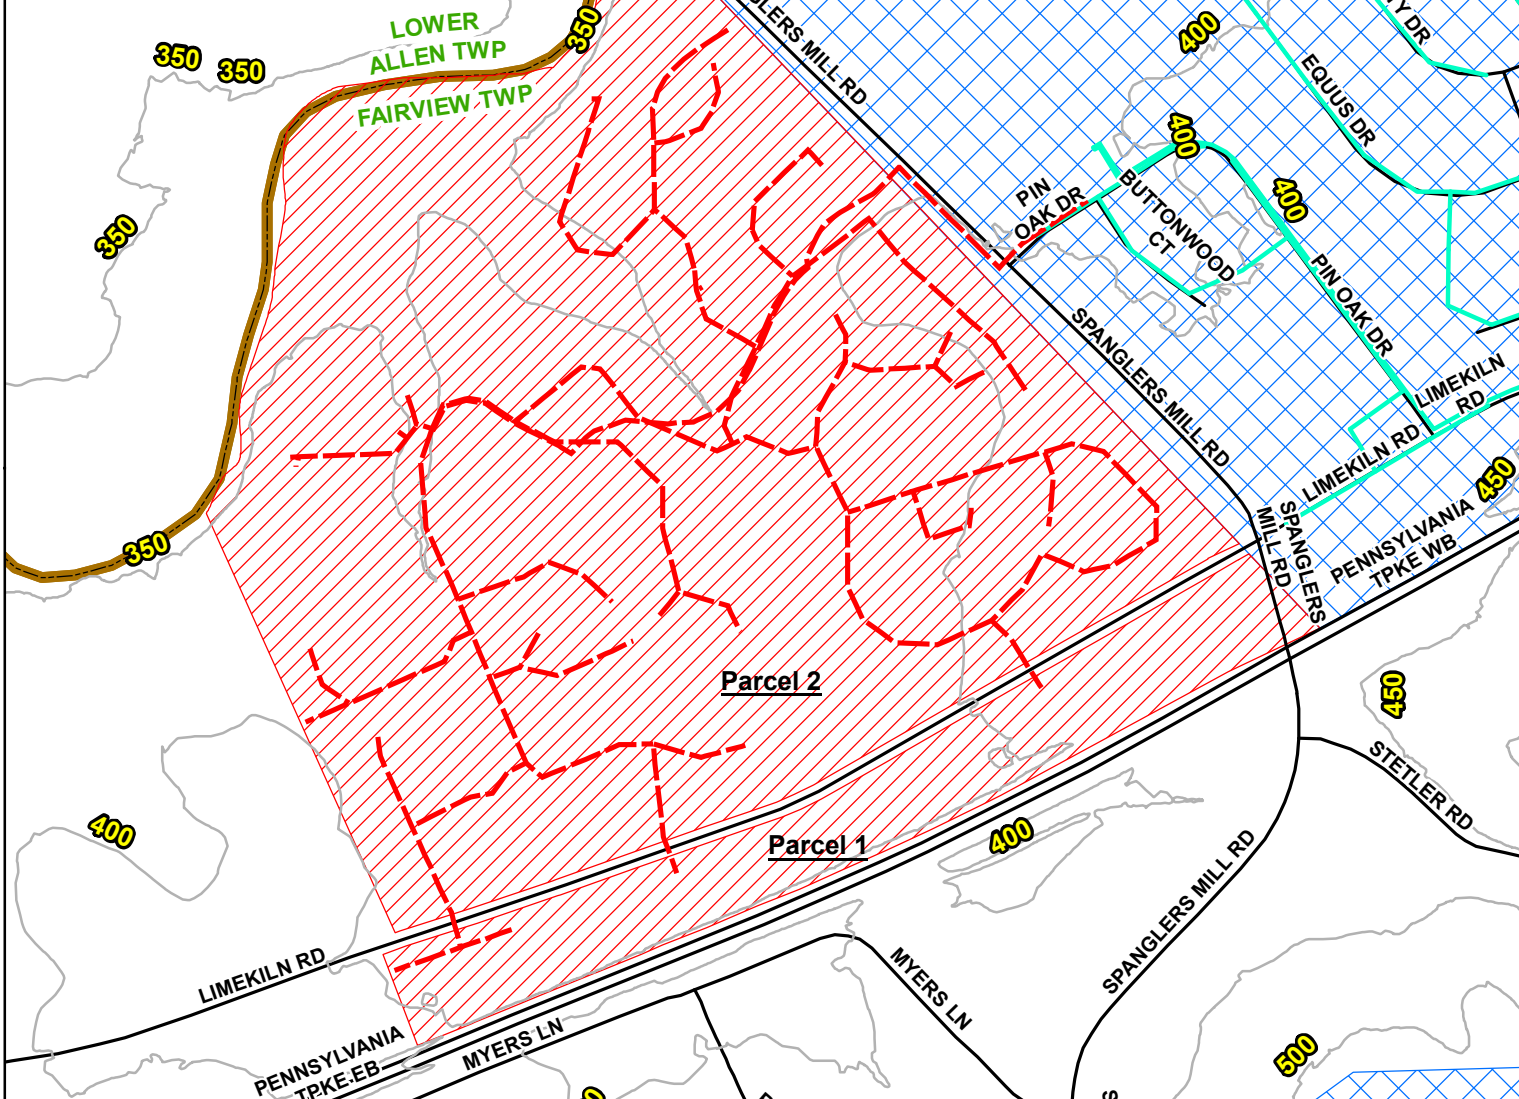 LOWER
ALLEN TWP
FAIRVIEW TWP
350
350
350
350
350
GLERS MILL RD
Y DR
400
EQUUS DR
400
400
PIN
OAK DR
BUTTONWOOD
CT
PIN OAK DR
SPANGLERS MILL RD
LIMEKILN
RD
LIMEKILN RD
450
SPANGLERS
MILL RD
PENNSYLVANIA
TPKE WB
Parcel 2
450
STETLER RD
400
Parcel 1
400
SPANGLERS MILL RD
LIMEKILN RD
MYERS LN
PENNSYLVANIA
TPKE EB
MYERS LN
500